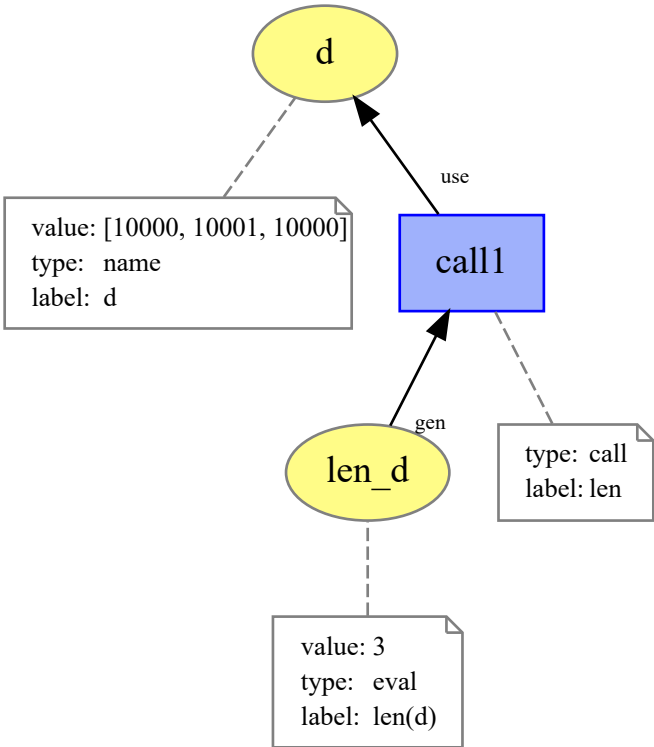 d
use
value: [10000, 10001, 10000]
type: name
label: d
call1
gen
type: call
label: len
len_d
value: 3
type: eval
label: len(d)